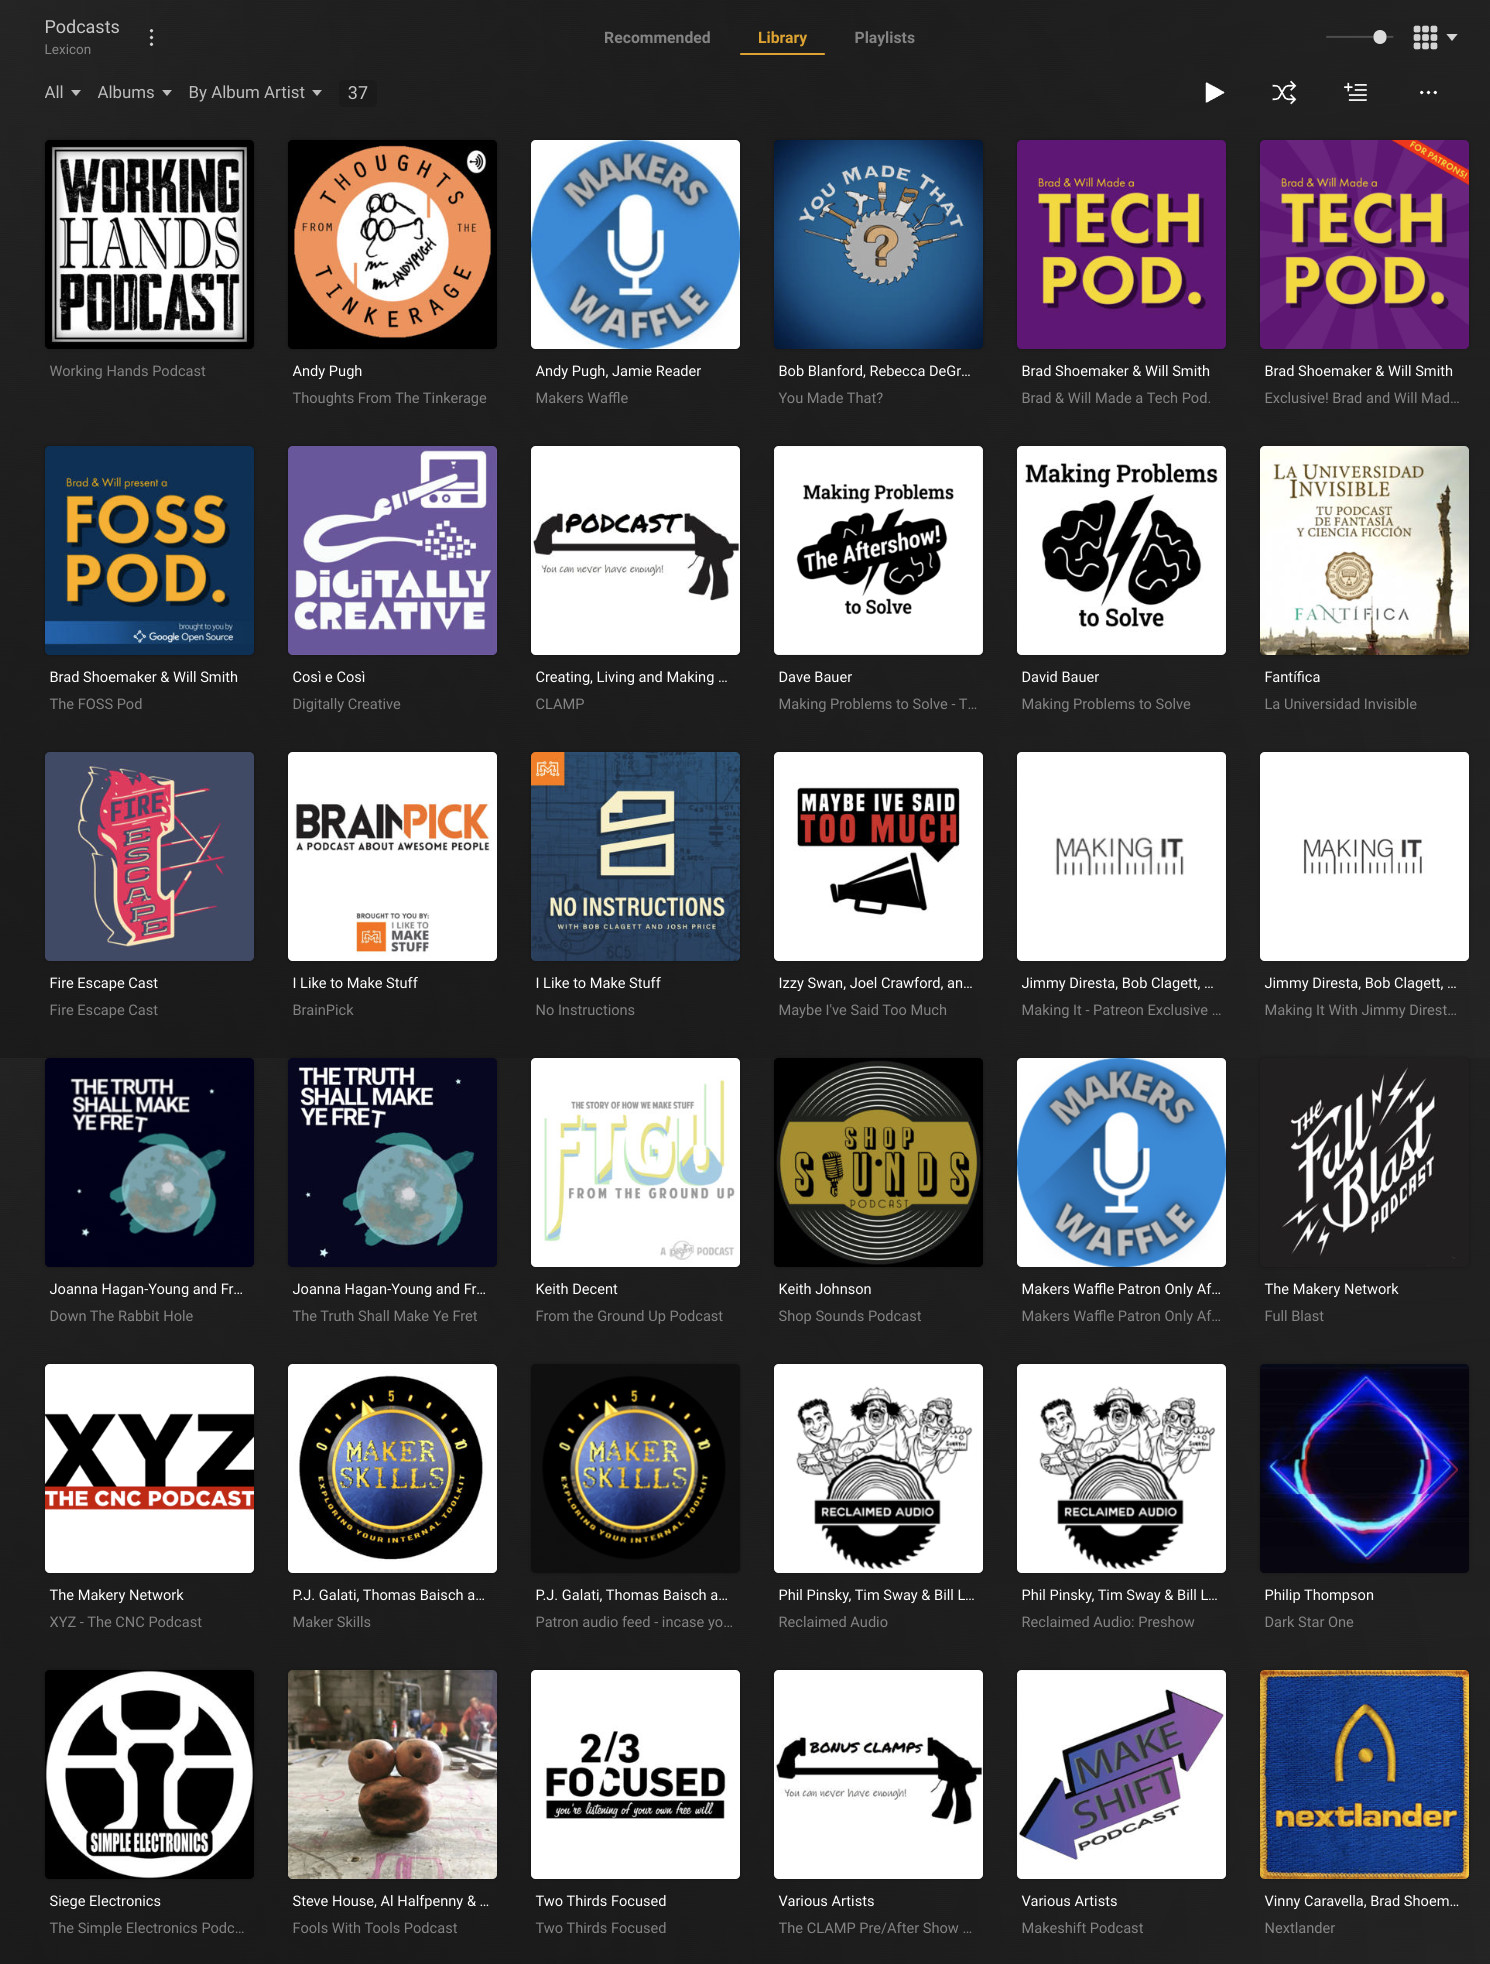 Podcasts
Lexicon
Recommended
Library
Playlists
All
Albums
By Album Artist
37
WORKING
HANDS
PODCAST
THOUGHTS
FROM
THE
TINKERAGE
ANDYPUGH
MAKERS
WAFFLE
YOU MADE THAT
?
Brad & Will Made a
TECH
POD.
FOR PATRONS!
Brad & Will Made a
TECH
POD.
Working Hands Podcast
Andy Pugh
Thoughts From The Tinkerage
Andy Pugh, Jamie Reader
Makers Waffle
Bob Blanford, Rebecca DeGr...
You Made That?
Brad Shoemaker & Will Smith
Brad & Will Made a Tech Pod.
Brad Shoemaker & Will Smith
Exclusive! Brad and Will Mad...
Brad & Will present a
FOSS
POD.
brought to you by
Google Open Source
DIGITALLY
CREATIVE
PODCAST
You can never have enough!
Making Problems
The Aftershow!
to Solve
Making Problems
to Solve
LA UNIVERSIDAD
INVISIBLE
TU PODCAST
DE FANTASÍA
Y CIENCIA FICCIÓN
FANTÍFICA
Brad Shoemaker & Will Smith
The FOSS Pod
Così e Così
Digitally Creative
Creating, Living and Making ...
CLAMP
Dave Bauer
Making Problems to Solve - T...
David Bauer
Making Problems to Solve
Fantífica
La Universidad Invisible
FIRE
ESCAPE
BRAINPICK
A PODCAST ABOUT AWESOME PEOPLE
BROUGHT TO YOU BY:
I LIKE TO
MAKE
STUFF
NO INSTRUCTIONS
WITH BOB CLAGETT AND JOSH PRICE
MAYBE IVE SAID
TOO MUCH
MAKING IT
MAKING IT
Fire Escape Cast
Fire Escape Cast
I Like to Make Stuff
BrainPick
I Like to Make Stuff
No Instructions
Izzy Swan, Joel Crawford, an...
Maybe I've Said Too Much
Jimmy Diresta, Bob Clagett, ...
Making It - Patreon Exclusive ...
Jimmy Diresta, Bob Clagett, ...
Making It With Jimmy Direst...
THE TRUTH
SHALL MAKE
YE FRET
THE TRUTH
SHALL MAKE
YE FRET
THE STORY OF HOW WE MAKE STUFF
FTGU
FROM THE GROUND UP
A
PODCAST
SHOP
SOUNDS
PODCAST
MAKERS
WAFFLE
THE
Full
Blast
PODCAST
Joanna Hagan-Young and Fr...
Down The Rabbit Hole
Joanna Hagan-Young and Fr...
The Truth Shall Make Ye Fret
Keith Decent
From the Ground Up Podcast
Keith Johnson
Shop Sounds Podcast
Makers Waffle Patron Only Af...
Makers Waffle Patron Only Af...
The Makery Network
Full Blast
XYZ
THE CNC PODCAST
0 5 10
MAKER
SKILLS
EXPLORING YOUR INTERNAL TOOLKIT
0 5 10
MAKER
SKILLS
EXPLORING YOUR INTERNAL TOOLKIT
RECLAIMED AUDIO
RECLAIMED AUDIO
The Makery Network
XYZ - The CNC Podcast
P.J. Galati, Thomas Baisch a...
Maker Skills
P.J. Galati, Thomas Baisch a...
Patron audio feed - incase yo...
Phil Pinsky, Tim Sway & Bill L...
Reclaimed Audio
Phil Pinsky, Tim Sway & Bill L...
Reclaimed Audio: Preshow
Philip Thompson
Dark Star One
SIMPLE ELECTRONICS
2/3
FOCUSED
you're listening of your own free will
BONUS CLAMPS
You can never have enough!
MAKE
SHIFT
PODCAST
nextlander
Siege Electronics
The Simple Electronics Podc...
Steve House, Al Halfpenny & ...
Fools With Tools Podcast
Two Thirds Focused
Two Thirds Focused
Various Artists
The CLAMP Pre/After Show ...
Various Artists
Makeshift Podcast
Vinny Caravella, Brad Shoem...
Nextlander